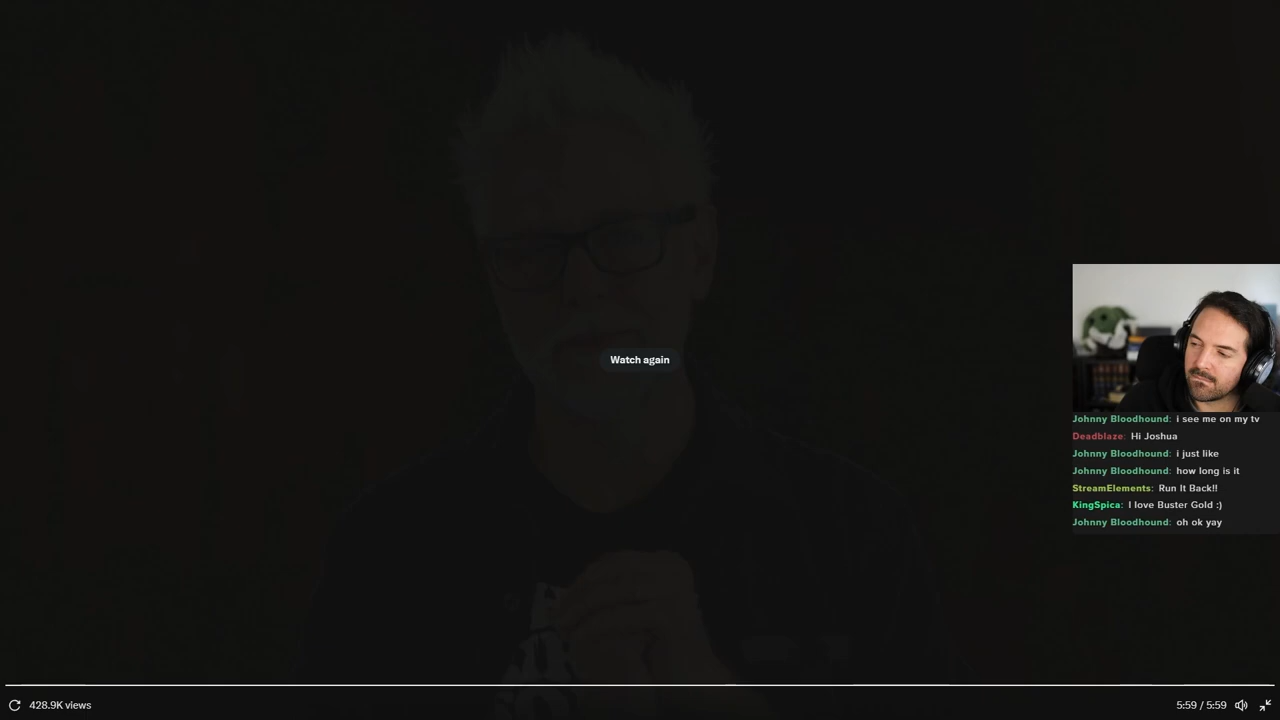 Watch again
Johnny Bloodhound: i see me on my tv
Deadblaze: Hi Joshua
Johnny Bloodhound: i just like
Johnny Bloodhound: how long is it
StreamElements: Run It Back!!
KingSpica: I love Buster Gold :)
Johnny Bloodhound: oh ok yay
428.9K views
5:59 / 5:59